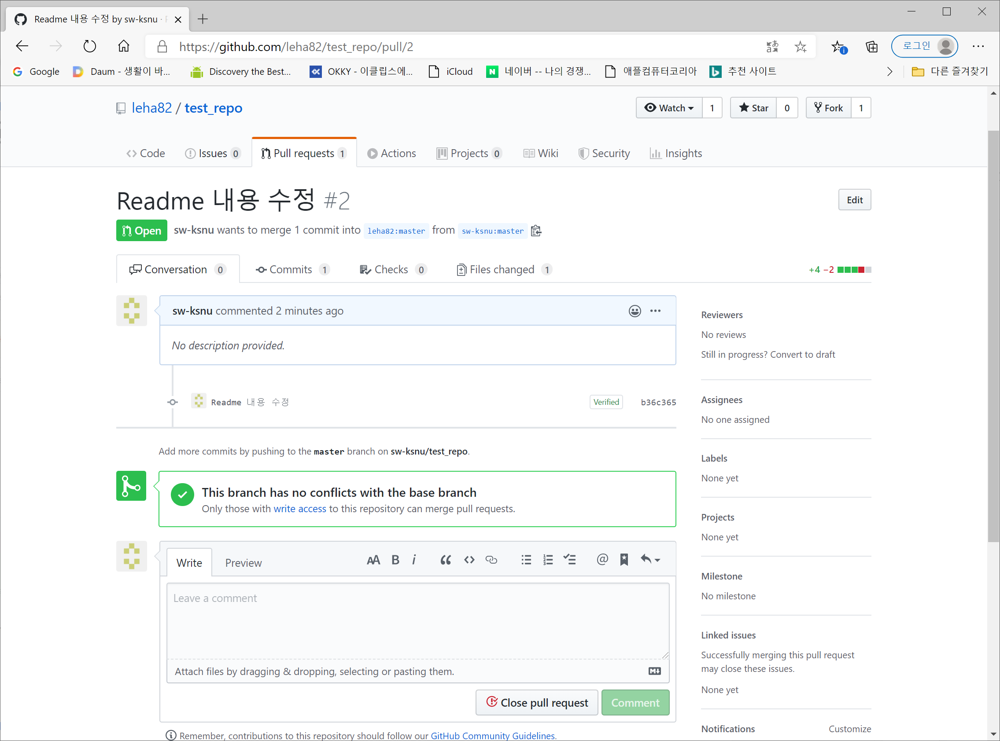 Readme 내용 수정 by sw-ksnu ·
https://github.com/leha82/test_repo/pull/2
로그인
Google
Daum - 생활이 바...
Discovery the Best...
OKKY - 이클립스에...
iCloud
네이버 -- 나의 경쟁...
애플컴퓨터코리아
추천 사이트
다른 즐겨찾기
leha82 / test_repo
Watch 1
Star 0
Fork 1
Code
Issues 0
Pull requests 1
Actions
Projects 0
Wiki
Security
Insights
Readme 내용 수정 #2
Edit
Open sw-ksnu wants to merge 1 commit into leha82:master from sw-ksnu:master
Conversation 0
Commits 1
Checks 0
Files changed 1
+4 −2
sw-ksnu commented 2 minutes ago
No description provided.
Readme 내용 수정
Verified
b36c365
Add more commits by pushing to the master branch on sw-ksnu/test_repo.
This branch has no conflicts with the base branch
Only those with write access to this repository can merge pull requests.
Write
Preview
Leave a comment
Attach files by dragging & dropping, selecting or pasting them.
Close pull request
Comment
Remember, contributions to this repository should follow our GitHub Community Guidelines.
Reviewers
No reviews
Still in progress? Convert to draft
Assignees
No one assigned
Labels
None yet
Projects
None yet
Milestone
No milestone
Linked issues
Successfully merging this pull request
may close these issues.
None yet
Notifications
Customize